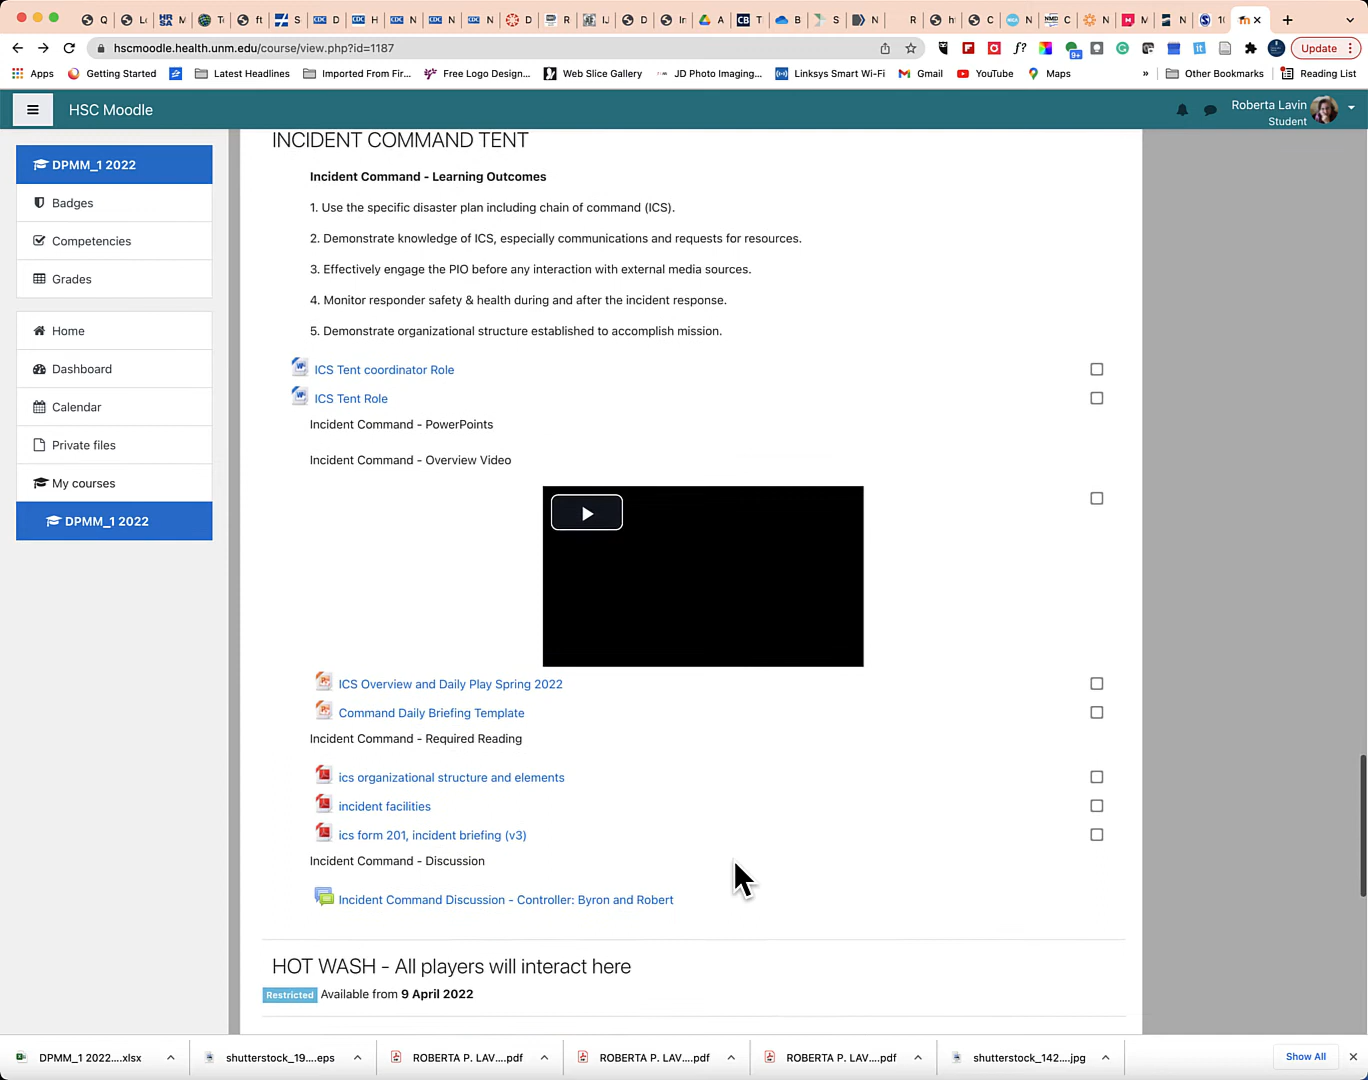 Q
Lo
M
To
ft
S
D
H
N
N
N
D
R
IJ
D
In
A
T
B
S
N
R
h
C
N
C
N
M
N
10
hscmoodle.health.unm.edu/course/view.php?id=1187
Update
Apps
Getting Started
Latest Headlines
Imported From Fir...
Free Logo Design...
Web Slice Gallery
JD Photo Imaging...
Linksys Smart Wi-Fi
Gmail
YouTube
Maps
»
Other Bookmarks
Reading List
HSC Moodle
Roberta Lavin
Student
DPMM_1 2022
Badges
Competencies
Grades
Home
Dashboard
Calendar
Private files
My courses
DPMM_1 2022
INCIDENT COMMAND TENT
Incident Command - Learning Outcomes
1. Use the specific disaster plan including chain of command (ICS).
2. Demonstrate knowledge of ICS, especially communications and requests for resources.
3. Effectively engage the PIO before any interaction with external media sources.
4. Monitor responder safety & health during and after the incident response.
5. Demonstrate organizational structure established to accomplish mission.
ICS Tent coordinator Role
ICS Tent Role
Incident Command - PowerPoints
Incident Command - Overview Video
ICS Overview and Daily Play Spring 2022
Command Daily Briefing Template
Incident Command - Required Reading
ics organizational structure and elements
incident facilities
ics form 201, incident briefing (v3)
Incident Command - Discussion
Incident Command Discussion - Controller: Byron and Robert
HOT WASH - All players will interact here
Restricted Available from 9 April 2022
DPMM_1 2022....xlsx
shutterstock_19....eps
ROBERTA P. LAV....pdf
ROBERTA P. LAV....pdf
ROBERTA P. LAV....pdf
shutterstock_142....jpg
Show All